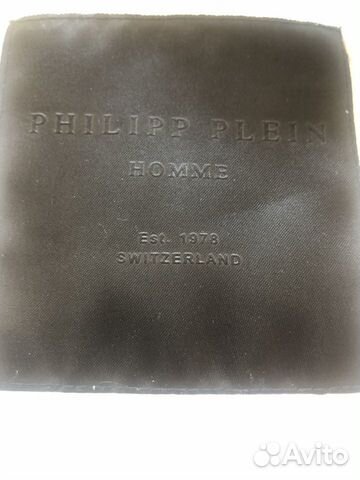 PHILIPP PLEIN
HOMME
Est. 1978
SWITZERLAND
Avito